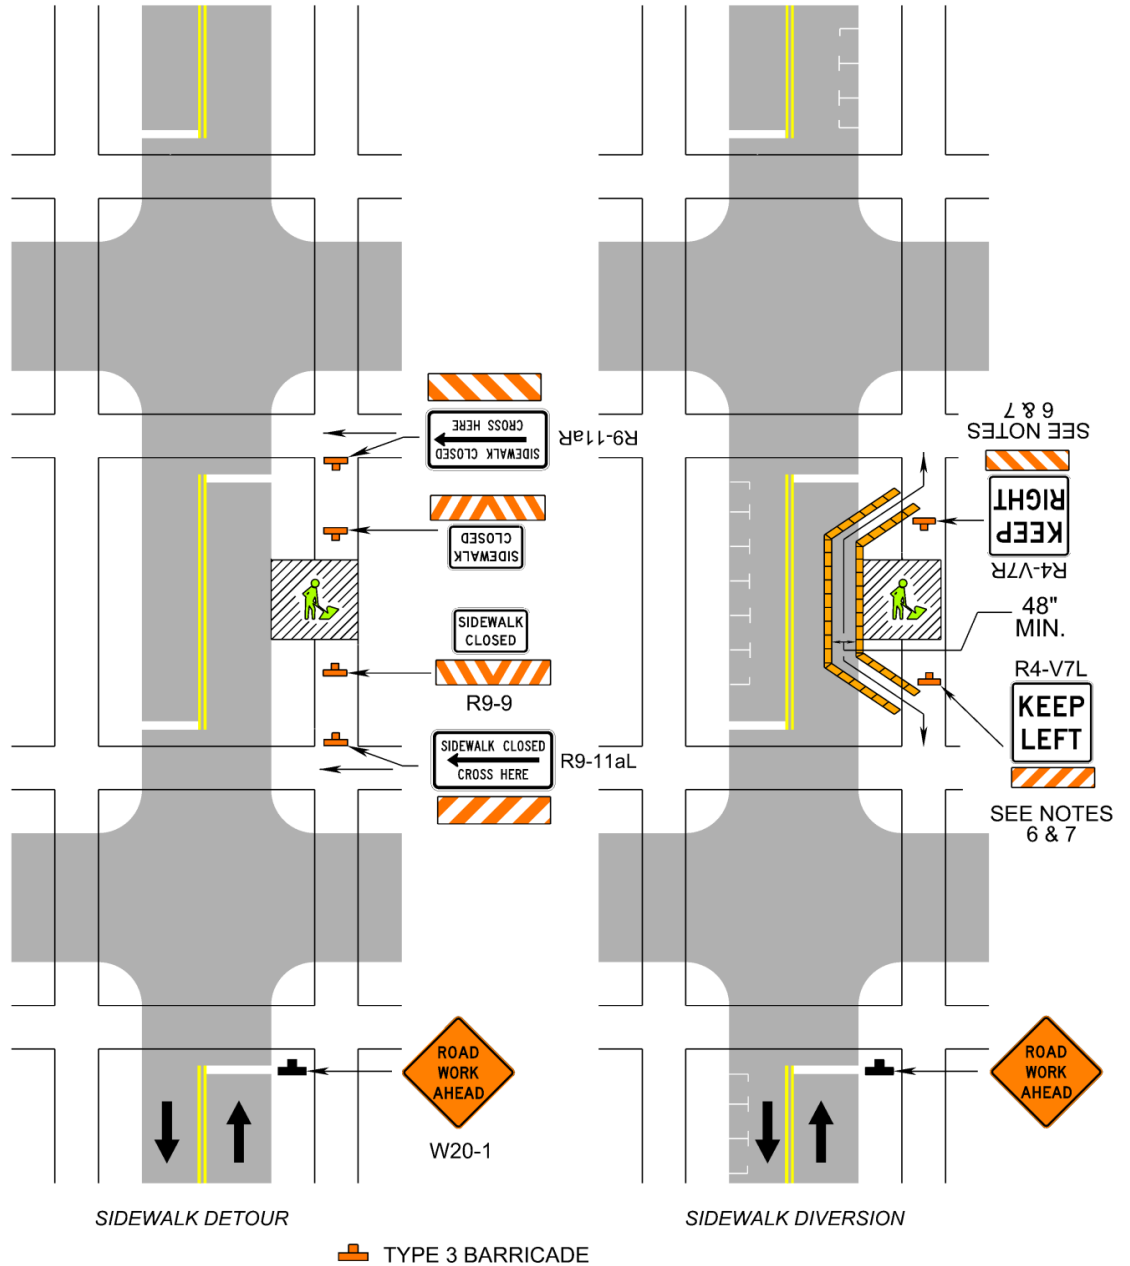 SIDEWALK CLOSED
CROSS HERE
R9-11aR
SIDEWALK
CLOSED
SIDEWALK
CLOSED
R9-9
SIDEWALK CLOSED
CROSS HERE
R9-11aL
ROAD
WORK
AHEAD
W20-1
SIDEWALK DETOUR
SEE NOTES
6 & 7
KEEP
RIGHT
R4-V7R
48"
MIN.
R4-V7L
KEEP
LEFT
SEE NOTES
6 & 7
ROAD
WORK
AHEAD
SIDEWALK DIVERSION
TYPE 3 BARRICADE